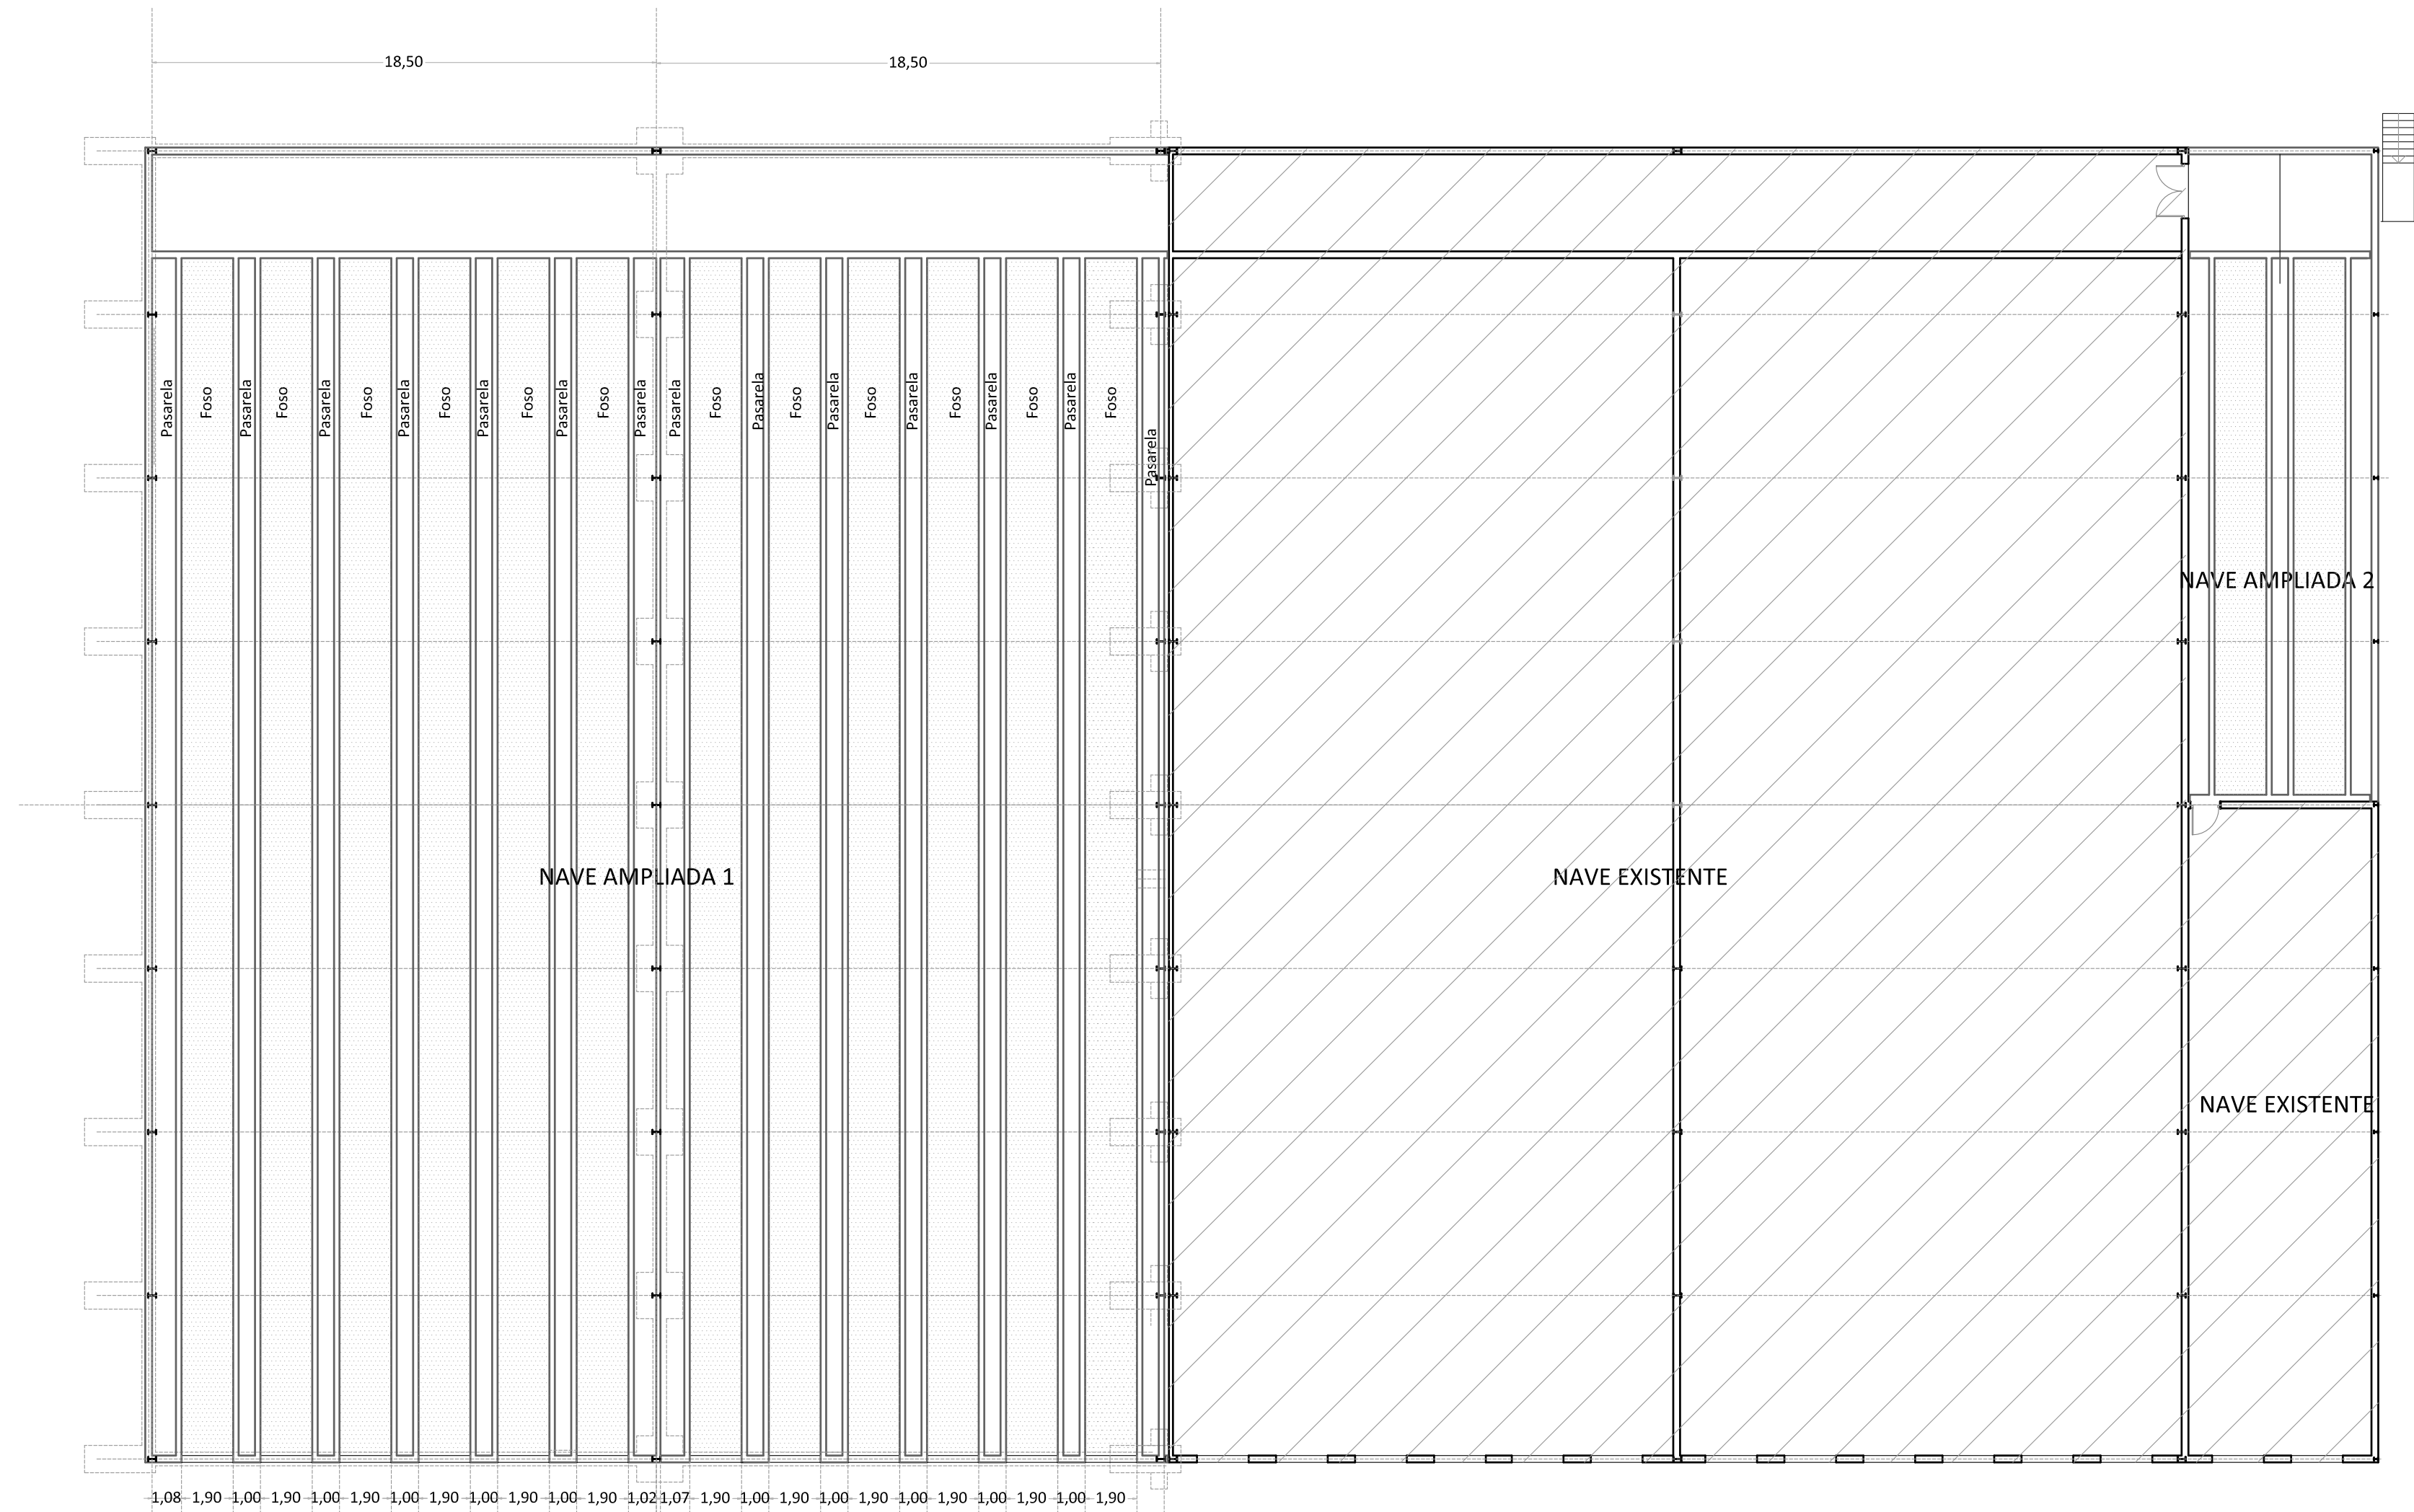 18,50 18,50
Pasarela Foso Pasarela Foso Pasarela Foso Pasarela Foso Pasarela Foso Pasarela Foso Pasarela Pasarela Foso Pasarela Foso Pasarela Foso Pasarela Foso Pasarela Foso Pasarela Foso Pasarela
NAVE AMPLIADA 2
NAVE AMPLIADA 1
NAVE EXISTENTE
NAVE EXISTENTE
1,08 1,90 1,00 1,90 1,00 1,90 1,00 1,90 1,00 1,90 1,00 1,90 1,02 1,07 1,90 1,00 1,90 1,00 1,90 1,00 1,90 1,00 1,90 1,00 1,90